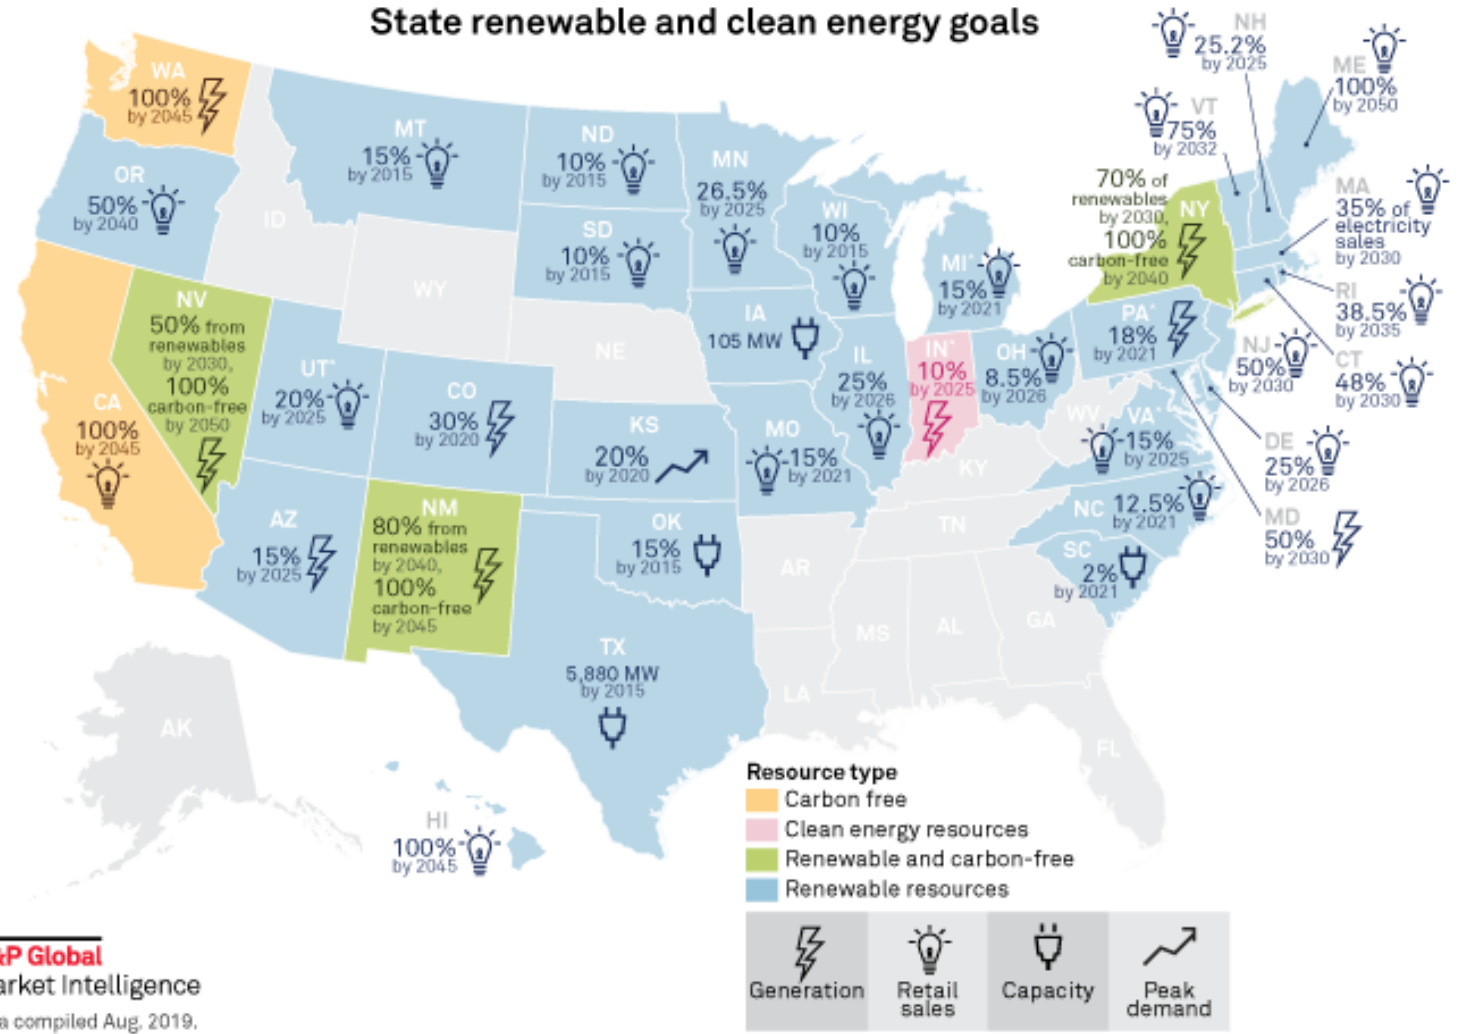 State renewable and clean energy goals
WA
100%
by 2045
OR
50%
by 2040
CA
100%
by 2045
NV
50% from
renewables
by 2030,
100%
carbon-free
by 2050
ID
MT
15%
by 2015
WY
UT*
20%
by 2025
CO
30%
by 2020
AZ
15%
by 2025
NM
80% from
renewables
by 2040,
100%
carbon-free
by 2045
ND
10%
by 2015
SD
10%
by 2015
NE
KS
20%
by 2020
OK
15%
by 2015
TX
5,880 MW
by 2015
MN
26.5%
by 2025
IA
105 MW
MO
15%
by 2021
AR
LA
WI
10%
by 2015
IL
25%
by 2026
MI*
15%
by 2021
IN*
10%
by 2025
OH
8.5%
by 2026
KY
TN
MS
AL
GA
FL
SC
2%
by 2021
NC
12.5%
by 2021
WV
VA*
15%
by 2025
PA*
18%
by 2021
70% of
renewables
by 2030,
100%
carbon-free
by 2040
NY
VT
75%
by 2032
NH
25.2%
by 2025
ME
100%
by 2050
MA
35% of
electricity
sales
by 2030
RI
38.5%
by 2035
CT
48%
by 2030
NJ
50%
by 2030
DE
25%
by 2026
MD
50%
by 2030
AK
HI
100%
by 2045
Resource type
Carbon free
Clean energy resources
Renewable and carbon-free
Renewable resources
Generation
Retail
sales
Capacity
Peak
demand
&P Global
arket Intelligence
a compiled Aug. 2019.